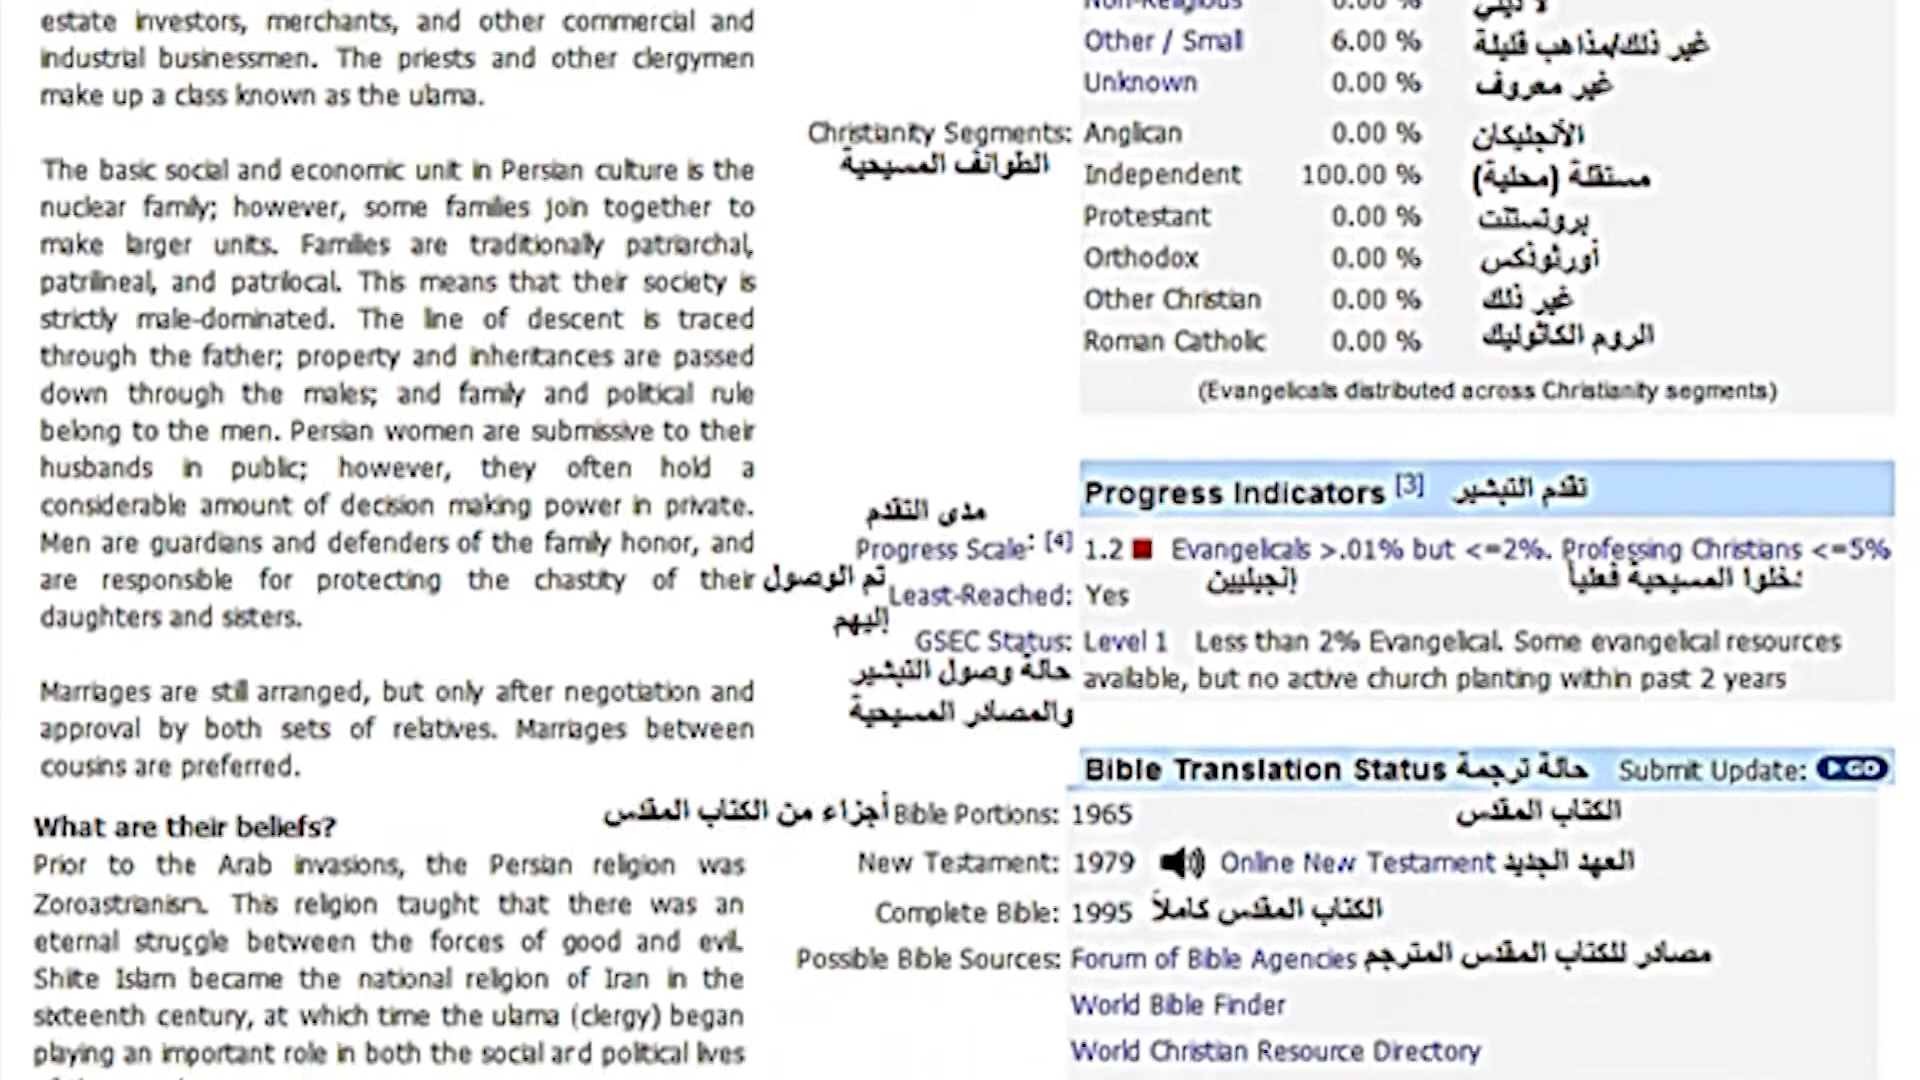 estate investors, merchants, and other commercial and
industrial businessmen. The priests and other clergymen
make up a class known as the ulama.
The basic social and economic unit in Persian culture is the
nuclear family; however, some families join together to
make larger units. Families are traditionally patriarchal,
patrilineal, and patrilocal. This means that their society is
strictly male-dominated. The line of descent is traced
through the father; property and inheritances are passed
down through the males; and family and political rule
belong to the men. Persian women are submissive to their
husbands in public; however, they often hold a
considerable amount of decision making power in private.
Men are guardians and defenders of the family honor, and
are responsible for protecting the chastity of their
daughters and sisters.
Marriages are still arranged, but only after negotiation and
approval by both sets of relatives. Marriages between
cousins are preferred.
What are their beliefs?
Prior to the Arab invasions, the Persian religion was
Zoroastrianism. This religion taught that there was an
eternal struggle between the forces of good and evil.
Shiite Islam became the national religion of Iran in the
sixteenth century, at which time the ulama (clergy) began
playing an important role in both the social and political lives
Non-Religious 0.00 % لا ديني
Other / Small 6.00 % غير ذلك/مذاهب قليلة
Unknown 0.00 % غير معروف
Christianity Segments: Anglican 0.00 % الأنجليكان
الطوائف المسيحية
Independent 100.00 % مستقلة (محلية)
Protestant 0.00 % بروتستنت
Orthodox 0.00 % أورثوذكس
Other Christian 0.00 % غير ذلك
Roman Catholic 0.00 % الروم الكاثوليك
(Evangelicals distributed across Christianity segments)
Progress Indicators [3] تقدم التبشير
مدى التقدم
Progress Scale: [4] 1.2 Evangelicals >.01% but <=2%. Professing Christians <=5%
إنجيليين دخلوا المسيحية فعلياً
تم الوصول
إليهم
Least-Reached: Yes
GSEC Status: Level 1 Less than 2% Evangelical. Some evangelical resources
available, but no active church planting within past 2 years
حالة وصول التبشير
والمصادر المسيحية
Bible Translation Status حالة ترجمة Submit Update: GO
الكتاب المقدس
أجزاء من الكتاب المقدس Bible Portions: 1965
New Testament: 1979 Online New Testament العهد الجديد
Complete Bible: 1995 الكتاب المقدس كاملاً
Possible Bible Sources: Forum of Bible Agencies مصادر للكتاب المقدس المترجم
World Bible Finder
World Christian Resource Directory